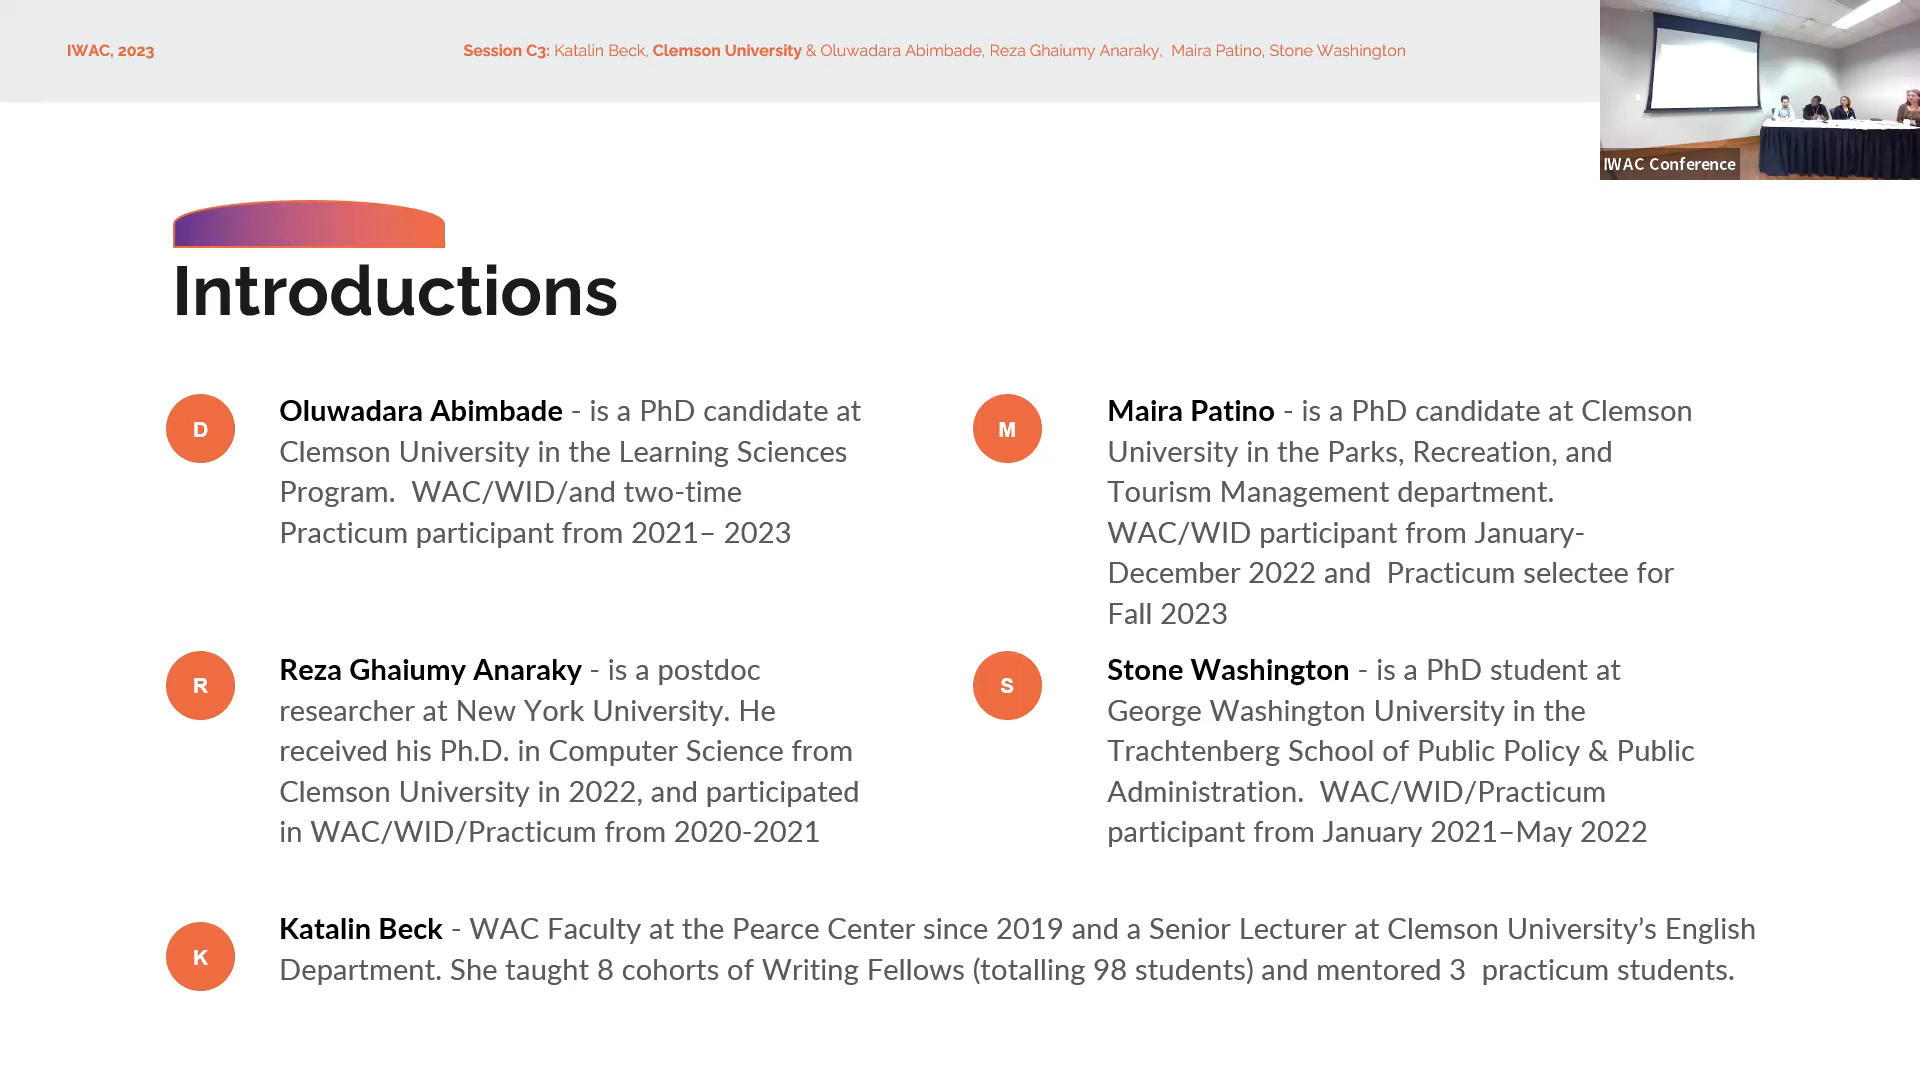 IWAC, 2023
Session C3: Katalin Beck, Clemson University & Oluwadara Abimbade, Reza Ghaiumy Anaraky, Maira Patino, Stone Washington
IWAC Conference
Introductions
D
Oluwadara Abimbade - is a PhD candidate at
Clemson University in the Learning Sciences
Program. WAC/WID/and two-time
Practicum participant from 2021– 2023
M
Maira Patino - is a PhD candidate at Clemson
University in the Parks, Recreation, and
Tourism Management department.
WAC/WID participant from January-
December 2022 and Practicum selectee for
Fall 2023
R
Reza Ghaiumy Anaraky - is a postdoc
researcher at New York University. He
received his Ph.D. in Computer Science from
Clemson University in 2022, and participated
in WAC/WID/Practicum from 2020-2021
S
Stone Washington - is a PhD student at
George Washington University in the
Trachtenberg School of Public Policy & Public
Administration. WAC/WID/Practicum
participant from January 2021–May 2022
K
Katalin Beck - WAC Faculty at the Pearce Center since 2019 and a Senior Lecturer at Clemson University’s English
Department. She taught 8 cohorts of Writing Fellows (totalling 98 students) and mentored 3 practicum students.